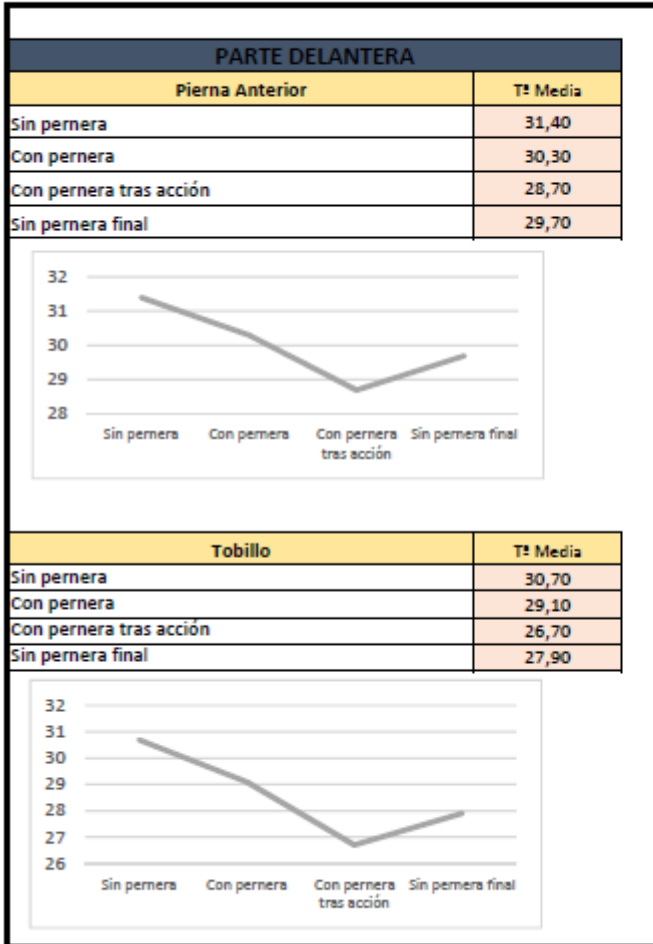 PARTE DELANTERA
Pierna Anterior Tª Media
Sin pernera 31,40
Con pernera 30,30
Con pernera tras acción 28,70
Sin pernera final 29,70
32
31
30
29
28
Sin pernera Con pernera Con pernera tras acción Sin pernera final
Tobillo Tª Media
Sin pernera 30,70
Con pernera 29,10
Con pernera tras acción 26,70
Sin pernera final 27,90
32
31
30
29
28
27
26
Sin pernera Con pernera Con pernera tras acción Sin pernera final